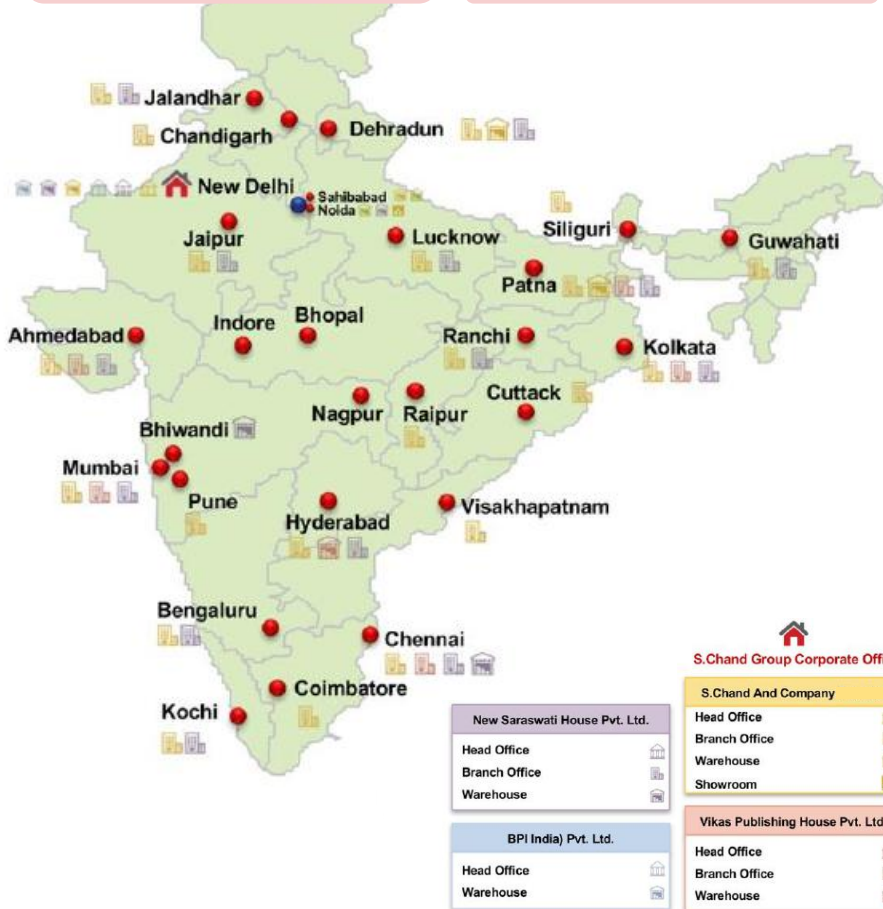 Jalandhar
Chandigarh
Dehradun
New Delhi
Sahibabad
Noida
Siliguri
Jaipur
Lucknow
Guwahati
Patna
Ahmedabad
Indore
Bhopal
Ranchi
Kolkata
Nagpur
Raipur
Cuttack
Bhiwandi
Mumbai
Pune
Hyderabad
Visakhapatnam
Bengaluru
Chennai
Coimbatore
Kochi
S.Chand Group Corporate Offi
S.Chand And Company
Head Office
Branch Office
Warehouse
Showroom
New Saraswati House Pvt. Ltd.
Head Office
Branch Office
Warehouse
Vikas Publishing House Pvt. Ltd
Head Office
Branch Office
Warehouse
BPI India) Pvt. Ltd.
Head Office
Warehouse